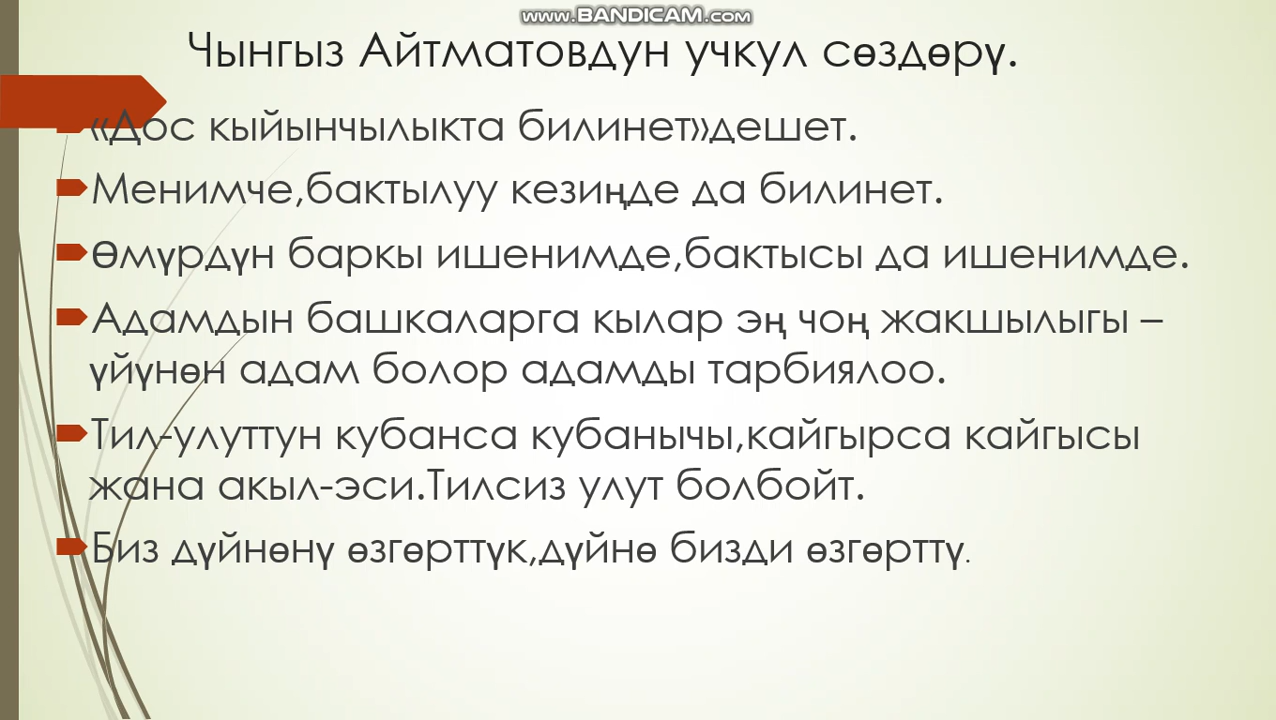 www.BANDICAM.com
Чынгыз Айтматовдун учкул сөздөрү.
«Дос кыйынчылыкта билинет»дешет.
Менимче,бактылуу кезиңде да билинет.
Өмүрдүн баркы ишенимде,бактысы да ишенимде.
Адамдын башкаларга кылар эң чоң жакшылыгы –
үйүнөн адам болор адамды тарбиялоо.
Тил-улуттун кубанса кубанычы,кайгырса кайгысы
жана акыл-эси.Тилсиз улут болбойт.
Биз дүйнөнү өзгөрттүк,дүйнө бизди өзгөрттү.